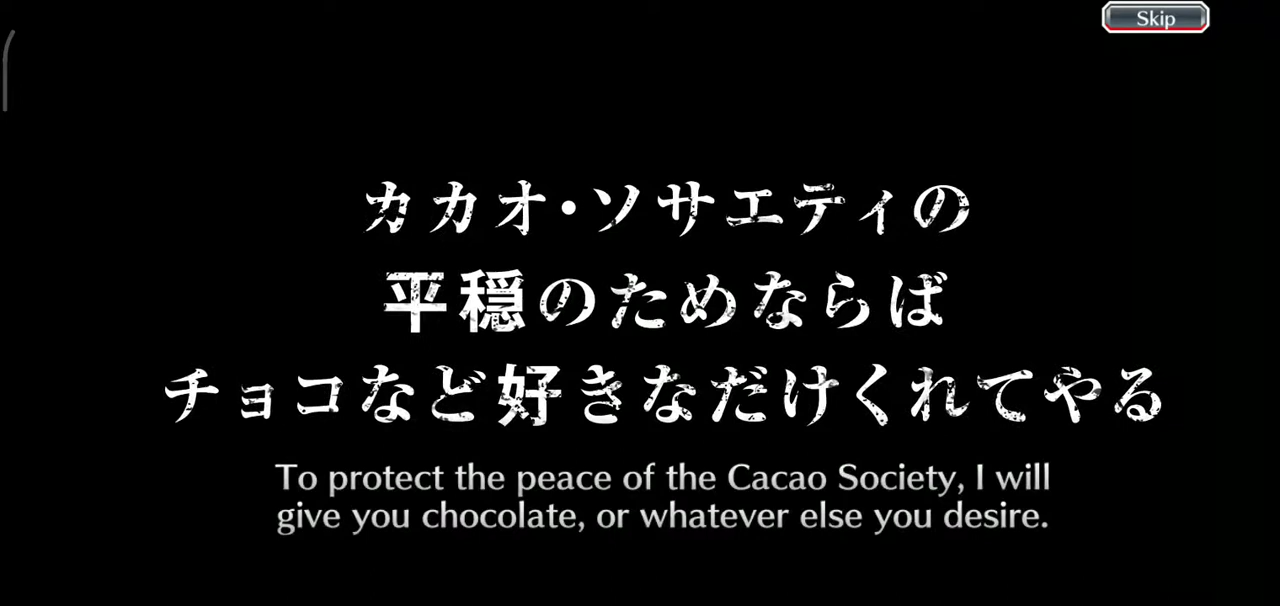 Skip
カカオ・ソサエティの
平穏のためならば
チョコなど好きなだけくれてやる
To protect the peace of the Cacao Society, I will
give you chocolate, or whatever else you desire.